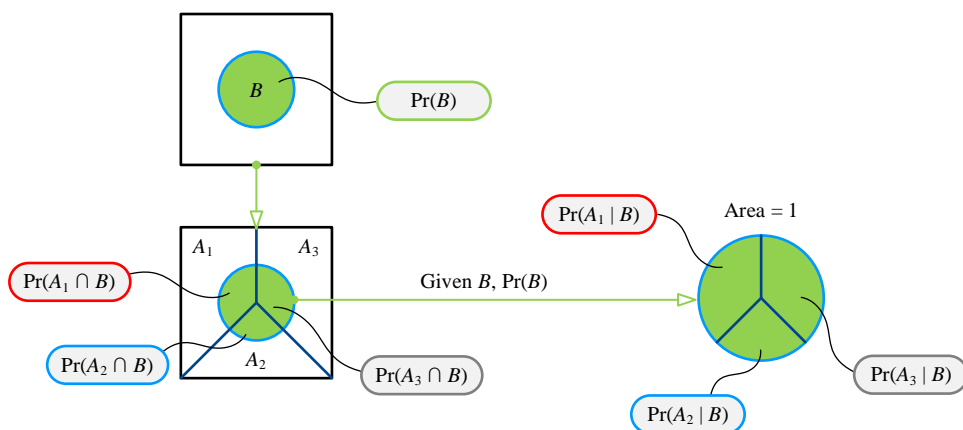 B
Pr(B)
Pr(A₁ | B)
Area = 1
A₁
A₃
Pr(A₁ ∩ B)
Given B, Pr(B)
Pr(A₂ ∩ B)
A₂
Pr(A₃ ∩ B)
Pr(A₃ | B)
Pr(A₂ | B)